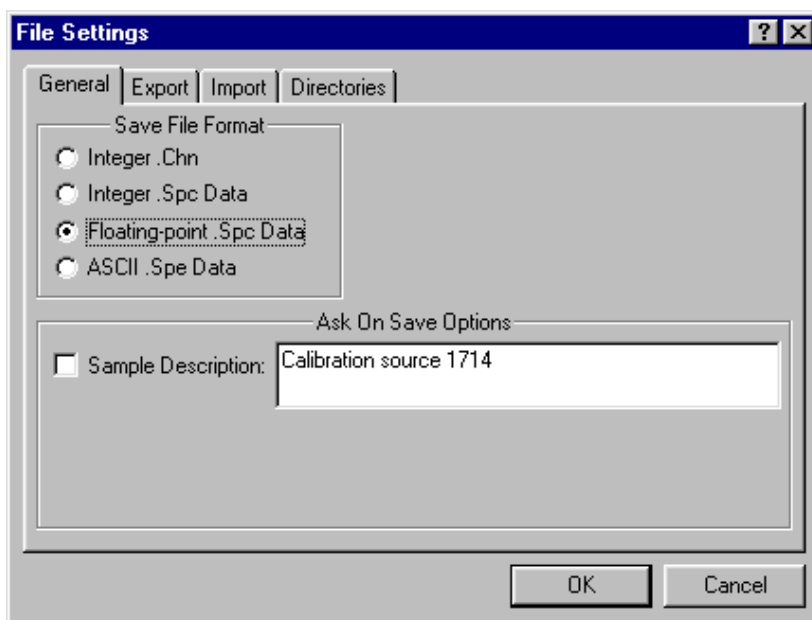 File Settings
General Export Import Directories
Save File Format
Integer .Chn
Integer .Spc Data
Floating-point .Spc Data
ASCII .Spe Data
Ask On Save Options
Sample Description: Calibration source 1714
OK Cancel